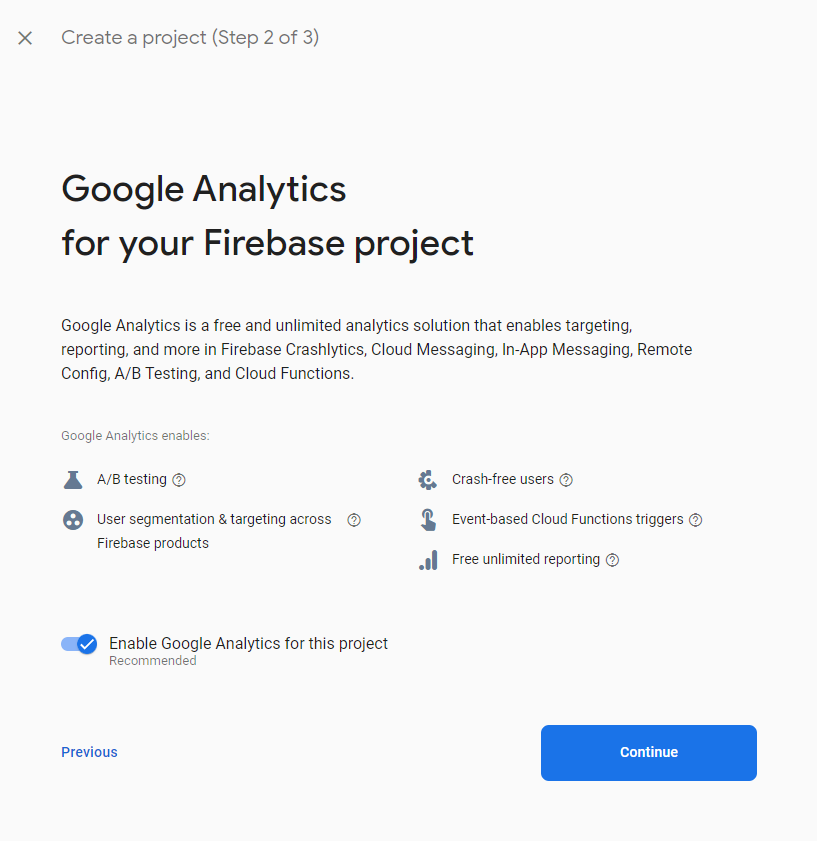 Create a project (Step 2 of 3)
Google Analytics
for your Firebase project
Google Analytics is a free and unlimited analytics solution that enables targeting,
reporting, and more in Firebase Crashlytics, Cloud Messaging, In-App Messaging, Remote
Config, A/B Testing, and Cloud Functions.
Google Analytics enables:
A/B testing
User segmentation & targeting across
Firebase products
Crash-free users
Event-based Cloud Functions triggers
Free unlimited reporting
Enable Google Analytics for this project
Recommended
Previous
Continue